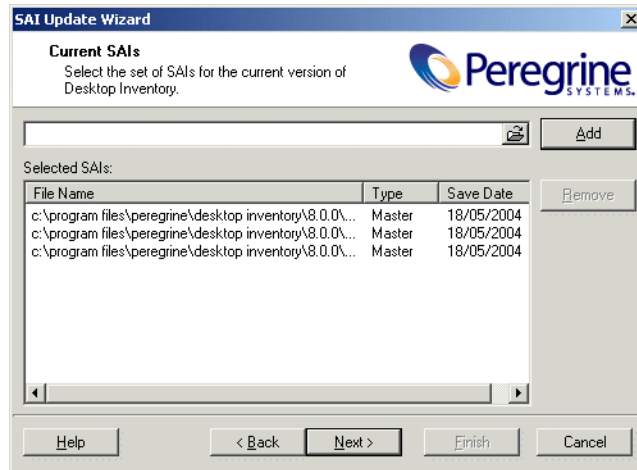 SAI Update Wizard
Current SAIs
Select the set of SAIs for the current version of
Desktop Inventory.
Peregrine
SYSTEMS.
Add
Selected SAIs:
File Name Type Save Date
c:\program files\peregrine\desktop inventory\8.0.0\... Master 18/05/2004
c:\program files\peregrine\desktop inventory\8.0.0\... Master 18/05/2004
c:\program files\peregrine\desktop inventory\8.0.0\... Master 18/05/2004
Remove
Help < Back Next > Finish Cancel